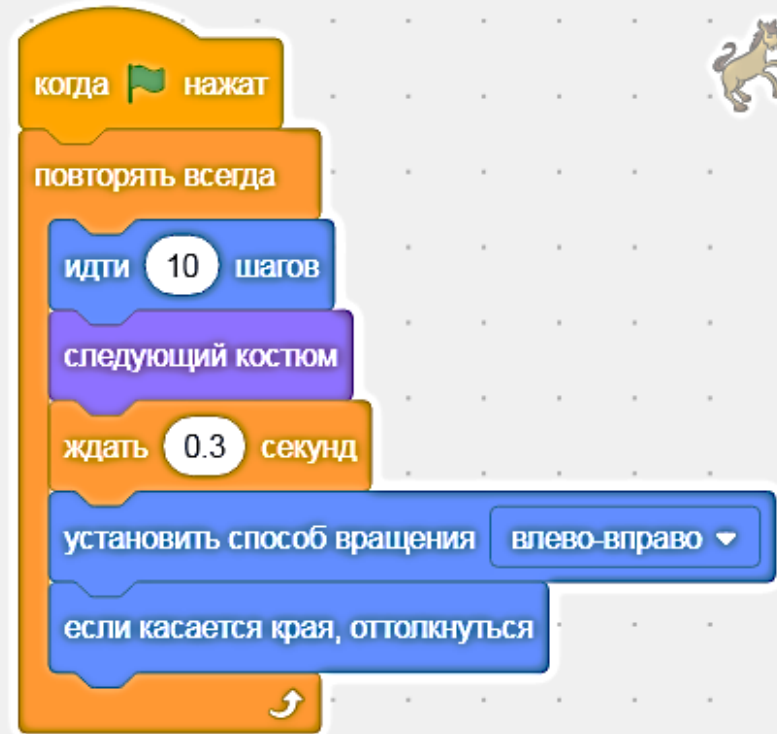 когда нажат
повторять всегда
идти 10 шагов
следующий костюм
ждать 0.3 секунд
установить способ вращения влево-вправо
если касается края, оттолкнуться